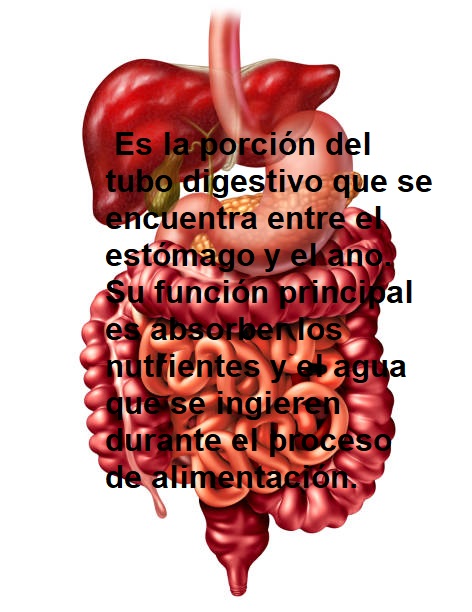 Es la porción del
tubo digestivo que se
encuentra entre el
estómago y el ano.
Su función principal
es absorber los
nutrientes y el agua
que se ingieren
durante el proceso
de alimentación.